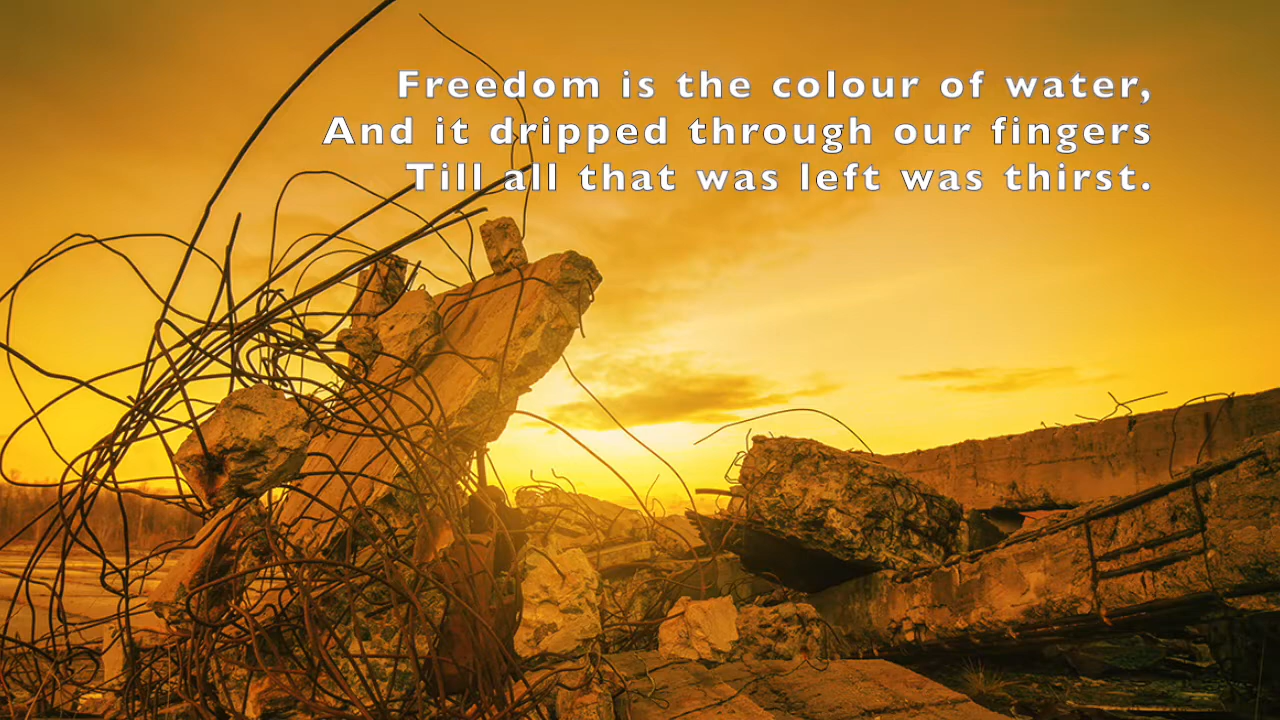 Freedom is the colour of water,
And it dripped through our fingers
Till all that was left was thirst.